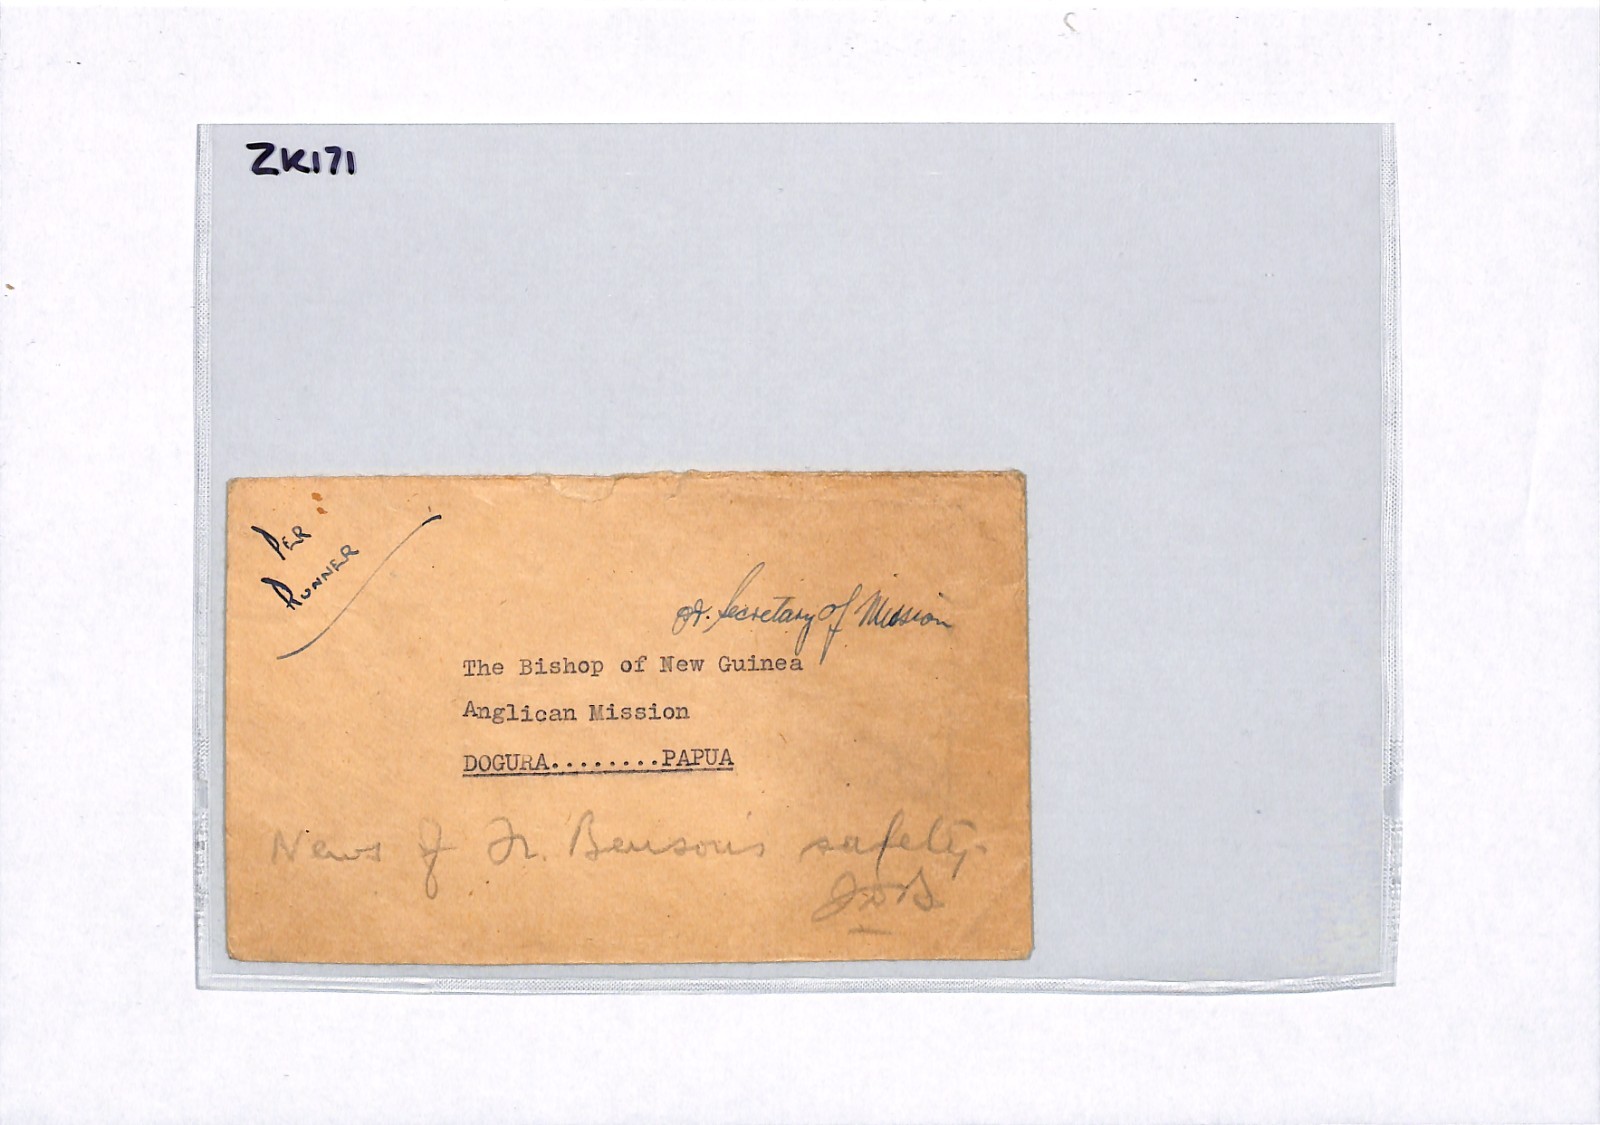 ZK171
PER
RUNNER
or. Secretary of Mission
The Bishop of New Guinea
Anglican Mission
DOGURA........PAPUA
News of Fr. Benson's safety.